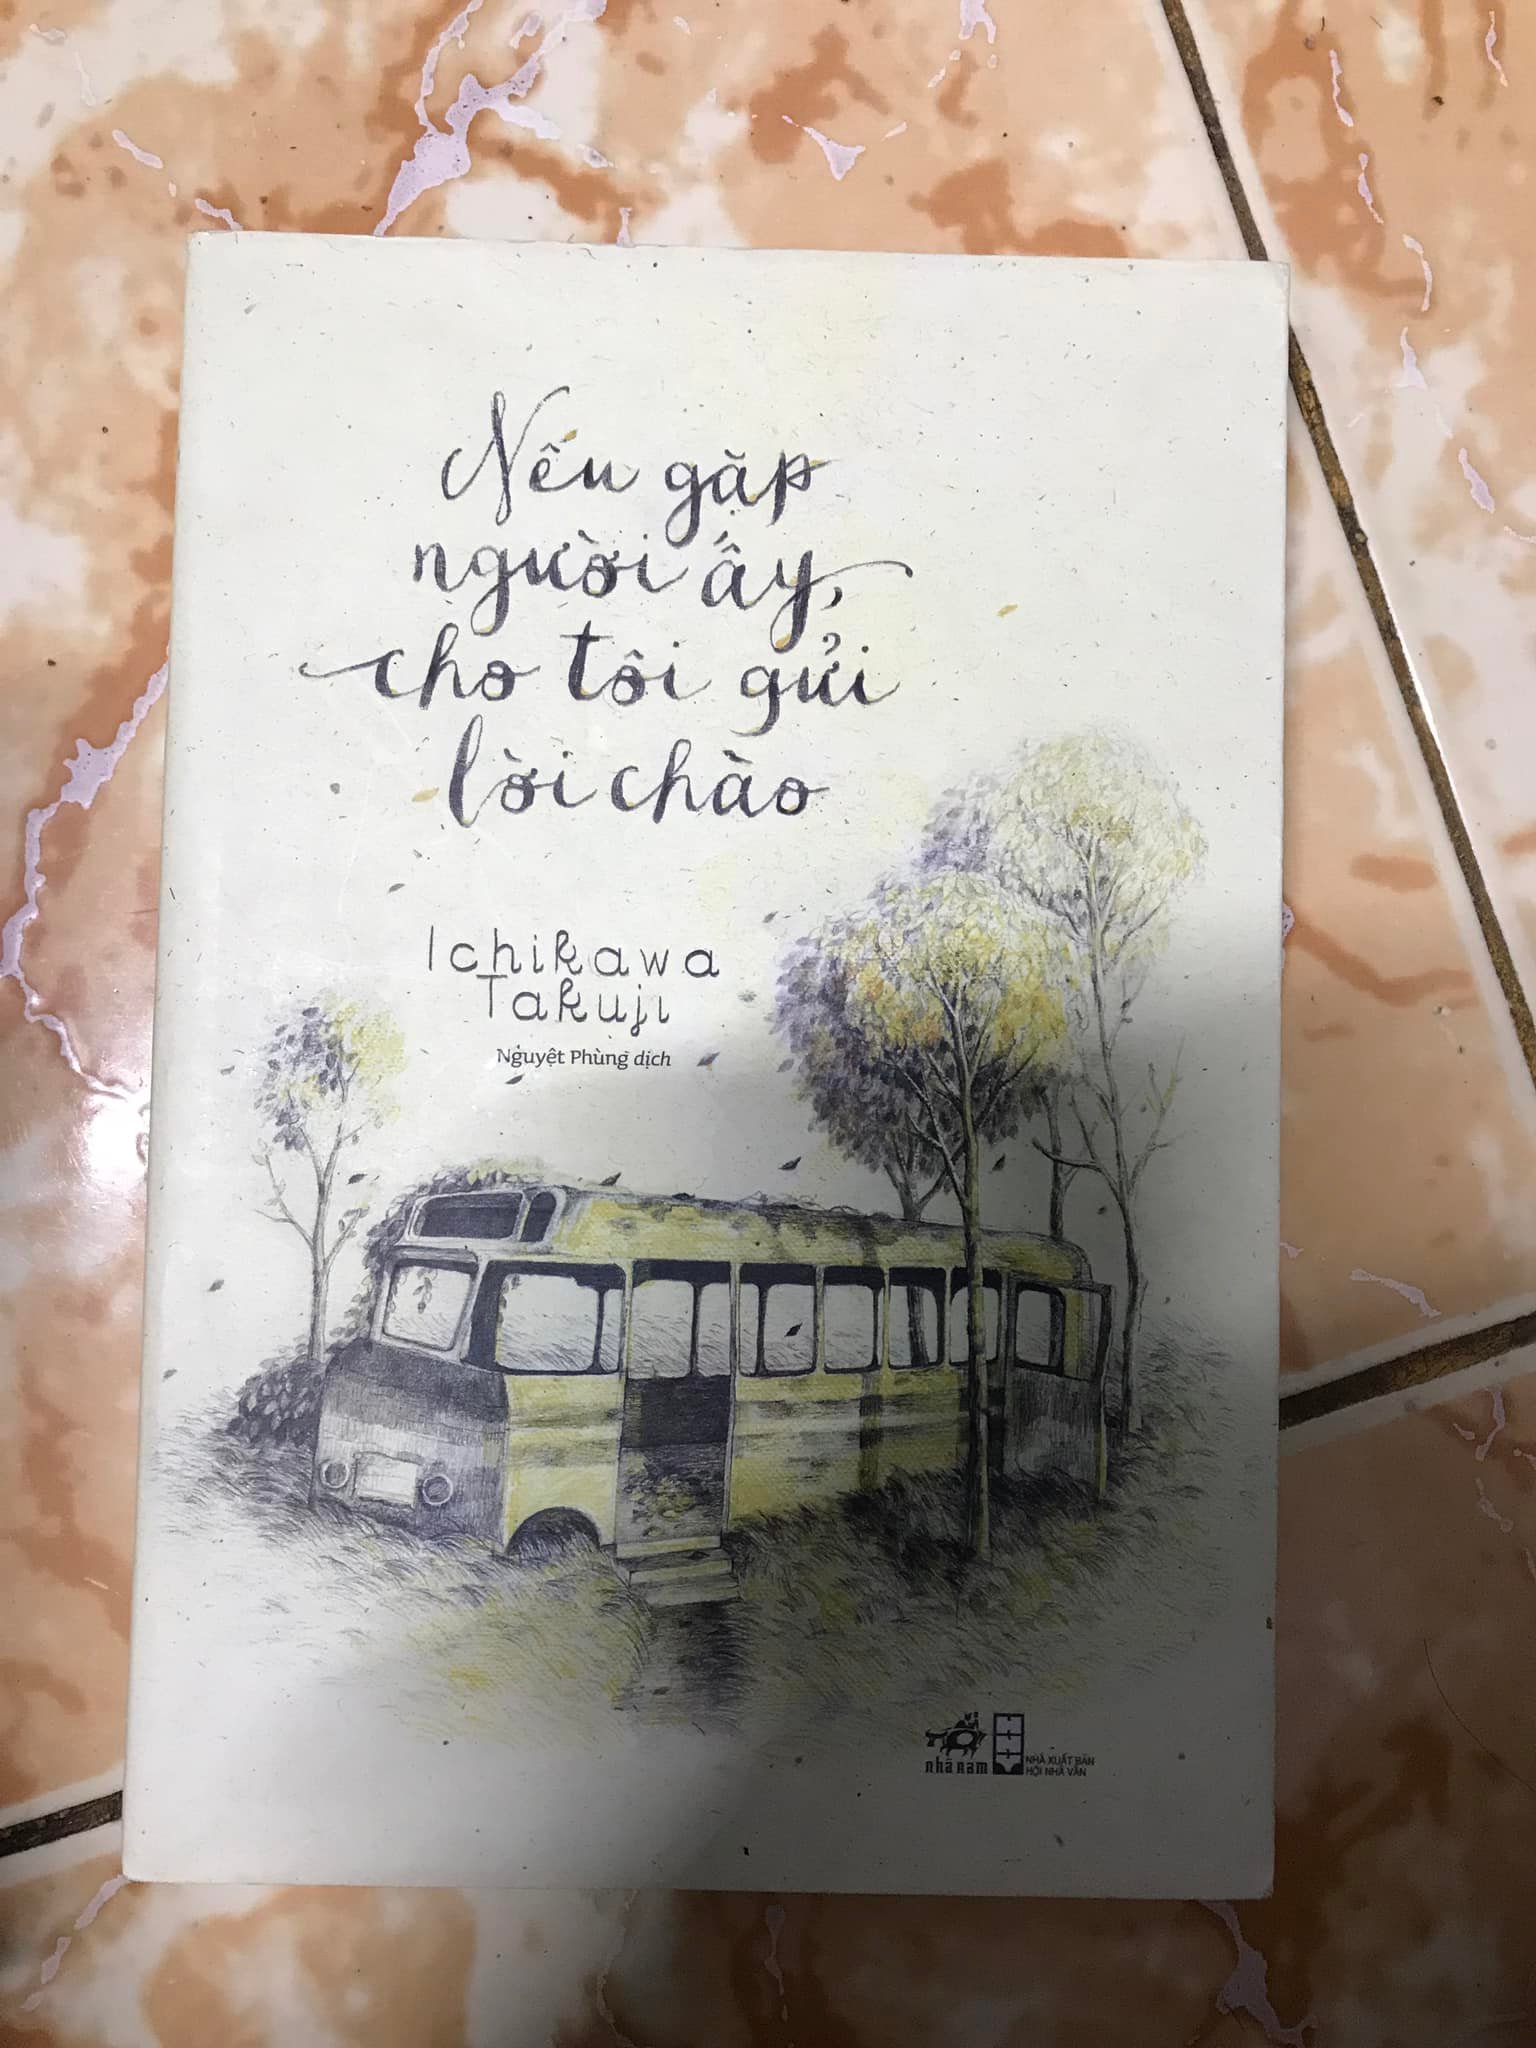 Nếu gặp
người ấy,
cho tôi gửi
lời chào
Ichikawa
Takuji
Nguyệt Phùng dịch
nhã nam
NHÀ XUẤT BẢN
HỘI NHÀ VĂN